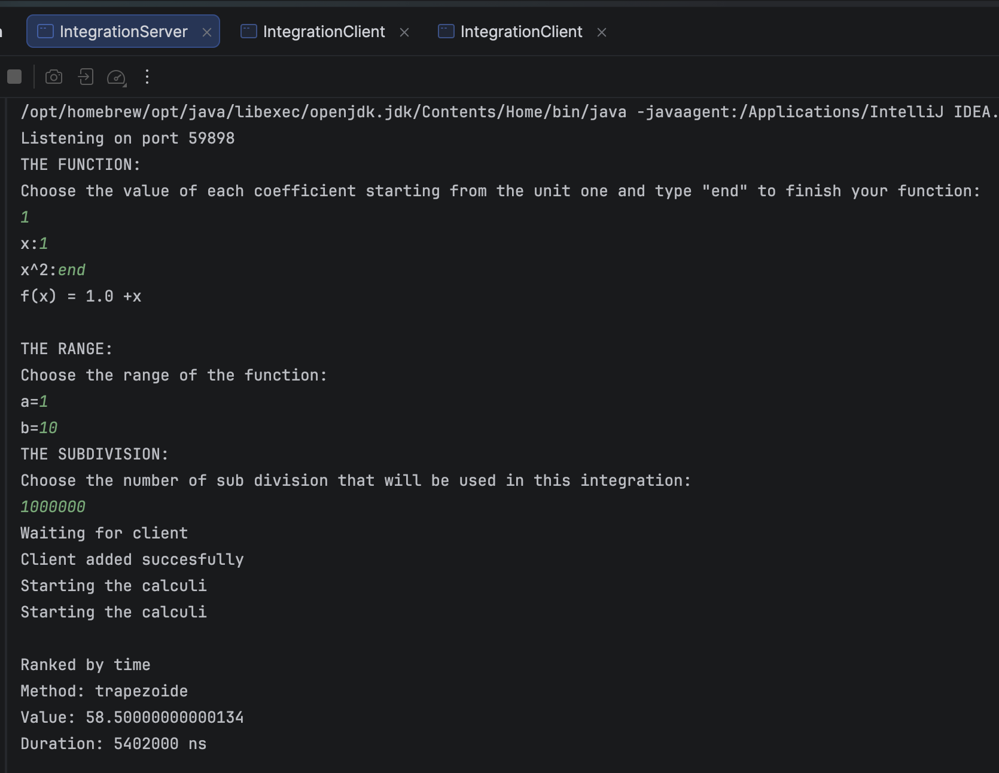 IntegrationServer IntegrationClient IntegrationClient
/opt/homebrew/opt/java/libexec/openjdk.jdk/Contents/Home/bin/java -javaagent:/Applications/IntelliJ IDEA.
Listening on port 59898
THE FUNCTION:
Choose the value of each coefficient starting from the unit one and type "end" to finish your function:
1
x:1
x^2:end
f(x) = 1.0 +x
THE RANGE:
Choose the range of the function:
a=1
b=10
THE SUBDIVISION:
Choose the number of sub division that will be used in this integration:
1000000
Waiting for client
Client added succesfully
Starting the calculi
Starting the calculi
Ranked by time
Method: trapezoide
Value: 58.50000000000134
Duration: 5402000 ns